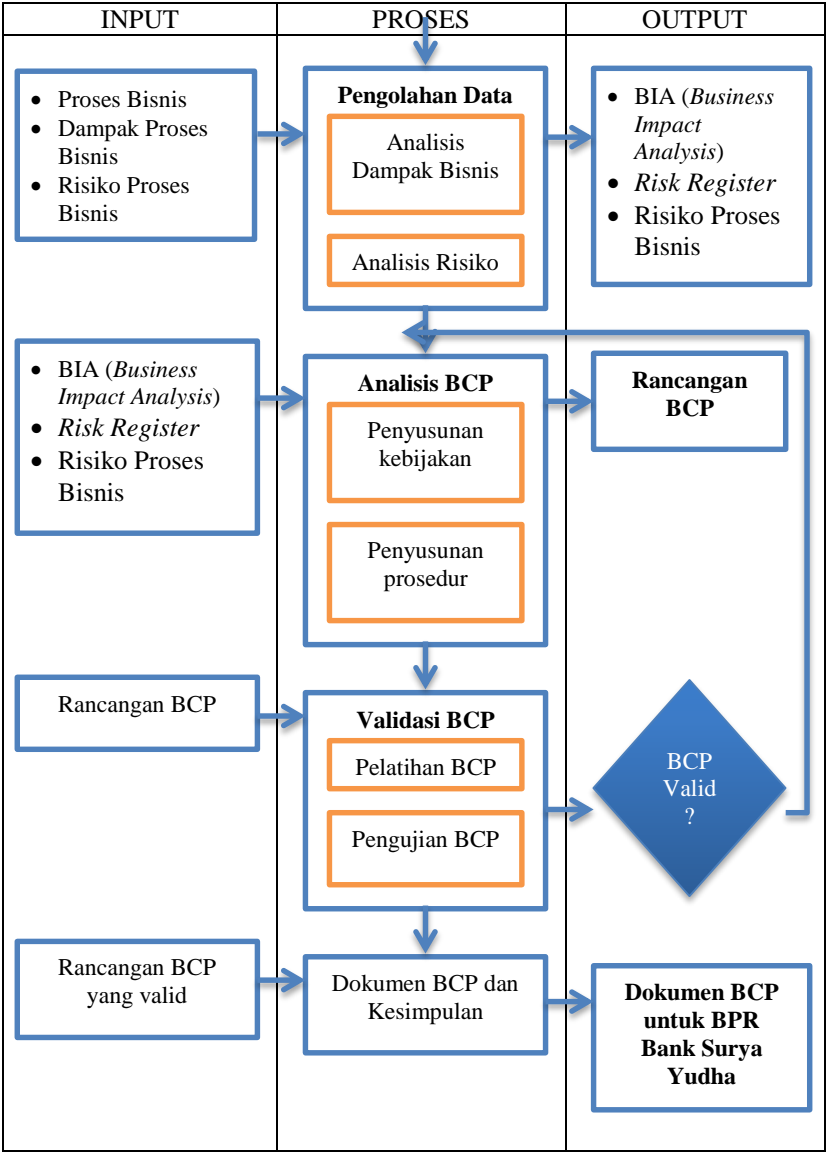 INPUT
PROSES
OUTPUT
• Proses Bisnis
• Dampak Proses
Bisnis
• Risiko Proses
Bisnis
Pengolahan Data
Analisis
Dampak Bisnis
Analisis Risiko
• BIA (Business
Impact
Analysis)
• Risk Register
• Risiko Proses
Bisnis
• BIA (Business
Impact Analysis)
• Risk Register
• Risiko Proses
Bisnis
Analisis BCP
Penyusunan
kebijakan
Penyusunan
prosedur
Rancangan
BCP
Rancangan BCP
Validasi BCP
Pelatihan BCP
Pengujian BCP
BCP
Valid
?
Rancangan BCP
yang valid
Dokumen BCP dan
Kesimpulan
Dokumen BCP
untuk BPR
Bank Surya
Yudha